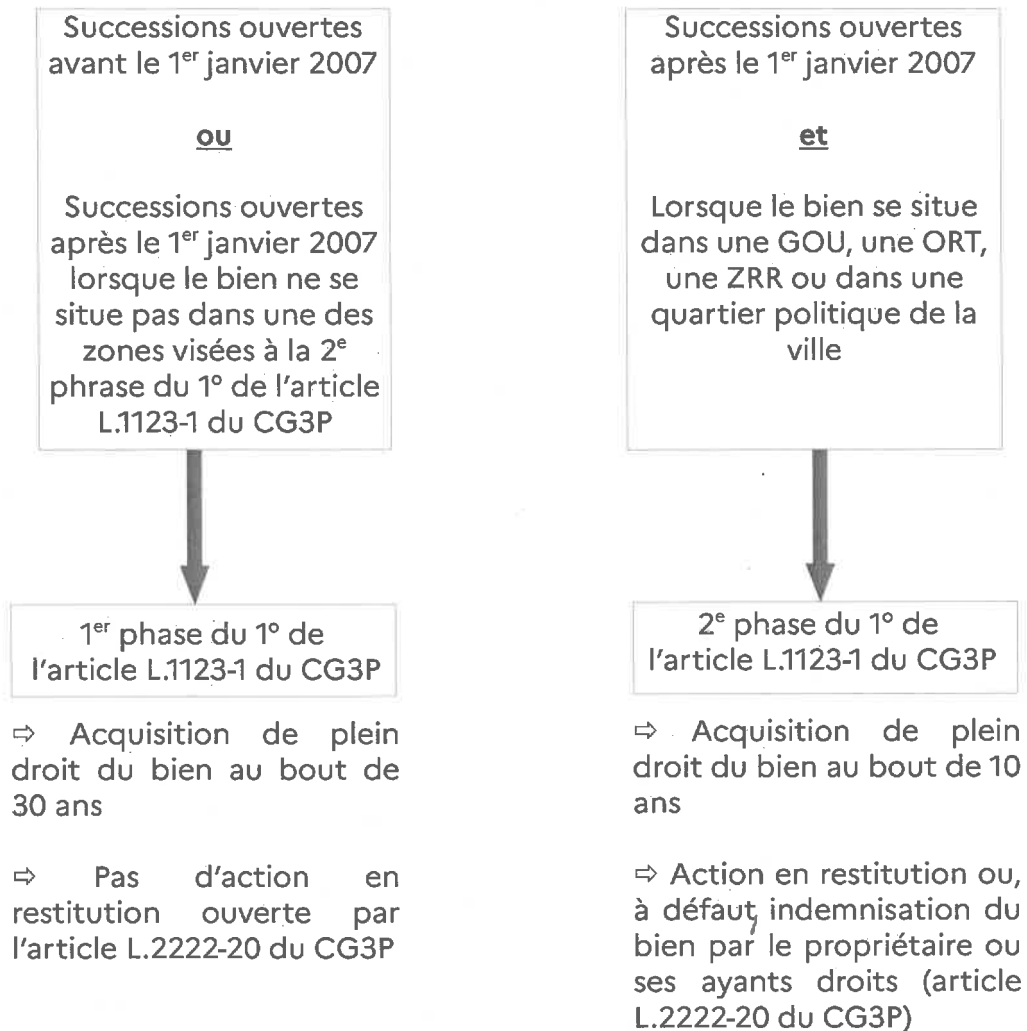 Successions ouvertes
avant le 1er janvier 2007
ou
Successions ouvertes
après le 1er janvier 2007
lorsque le bien ne se
situe pas dans une des
zones visées à la 2e
phrase du 1° de l'article
L.1123-1 du CG3P
1er phase du 1° de
l'article L.1123-1 du CG3P
⇨ Acquisition de plein
droit du bien au bout de
30 ans
⇨ Pas d'action en
restitution ouverte par
l'article L.2222-20 du CG3P
Successions ouvertes
après le 1er janvier 2007
et
Lorsque le bien se situe
dans une GOU, une ORT,
une ZRR ou dans une
quartier politique de la
ville
2e phase du 1° de
l'article L.1123-1 du CG3P
⇨ Acquisition de plein
droit du bien au bout de 10
ans
⇨ Action en restitution ou,
à défaut, indemnisation du
bien par le propriétaire ou
ses ayants droits (article
L.2222-20 du CG3P)